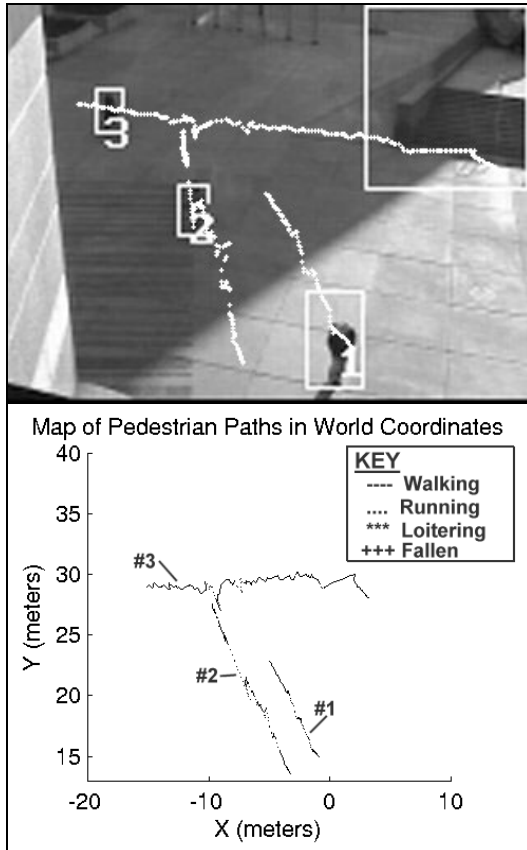 3
2
1
Map of Pedestrian Paths in World Coordinates
40
35
30
25
20
15
Y (meters)
KEY
---- Walking
.... Running
*** Loitering
+++ Fallen
#3
#2
#1
-20 -10 0 10
X (meters)